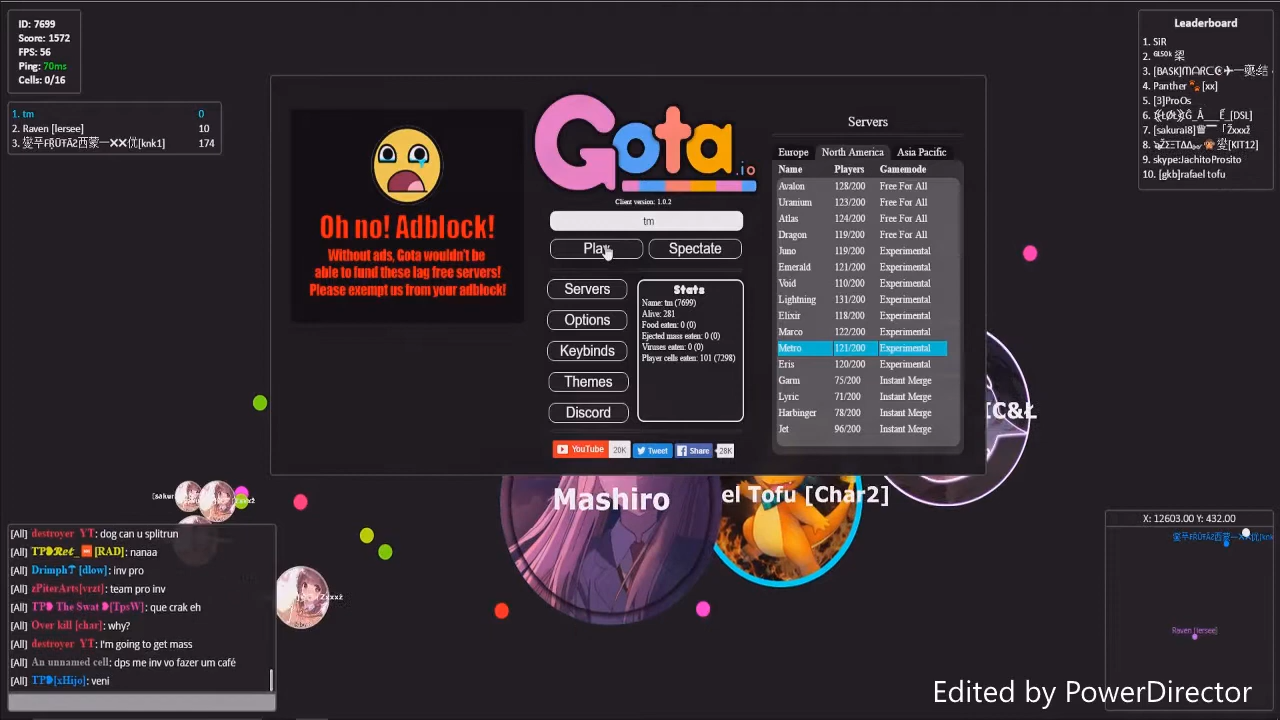 ID: 7699
Score: 1572
FPS: 56
Ping: 70ms
Cells: 0/16
1. tm 0
2. Raven [lersee] 10
174
Oh no! Adblock!
Without ads, Gota wouldn't be
able to fund these lag free servers!
Please exempt us from your adblock!
Gota.io
Client version: 1.0.2
tm
Play Spectate
Servers
Options
Keybinds
Themes
Discord
Stats
Name: tm (7699)
Alive: 281
Food eaten: 0 (0)
Ejected mass eaten: 0 (0)
Viruses eaten: 0 (0)
Player cells eaten: 101 (7298)
YouTube 20K Tweet Share 28K
Servers
Europe North America Asia Pacific
Name Players Gamemode
Avalon 128/200 Free For All
Uranium 123/200 Free For All
Atlas 124/200 Free For All
Dragon 119/200 Free For All
Juno 119/200 Experimental
Emerald 121/200 Experimental
Void 110/200 Experimental
Lightning 131/200 Experimental
Elixir 118/200 Experimental
Marco 122/200 Experimental
Metro 121/200 Experimental
Eris 120/200 Experimental
Garm 75/200 Instant Merge
Lyric 71/200 Instant Merge
Harbinger 78/200 Instant Merge
Jet 96/200 Instant Merge
Leaderboard
1. SiR
2.
3.
4. Panther [xx]
5. [3]ProOs
6.
7.
8.
9. skype:JachitoProsito
10. [gkb]rafael tofu
Mashiro
el Tofu [Char2]
IC&Ł
[All] destroyer YT: dog can u splitrun
[All] [RAD]: nanaa
[All] Drimph [dlow]: inv pro
[All] zPiterArts[vrzt]: team pro inv
[All] TP The Swat [TpsW]: que crak eh
[All] Over kill [char]: why?
[All] destroyer YT: I'm going to get mass
[All] An unnamed cell: dps me inv vo fazer um café
[All] TP [xHijo]: veni
X: 12603.00 Y: 432.00
Raven [lersee]
Edited by PowerDirector